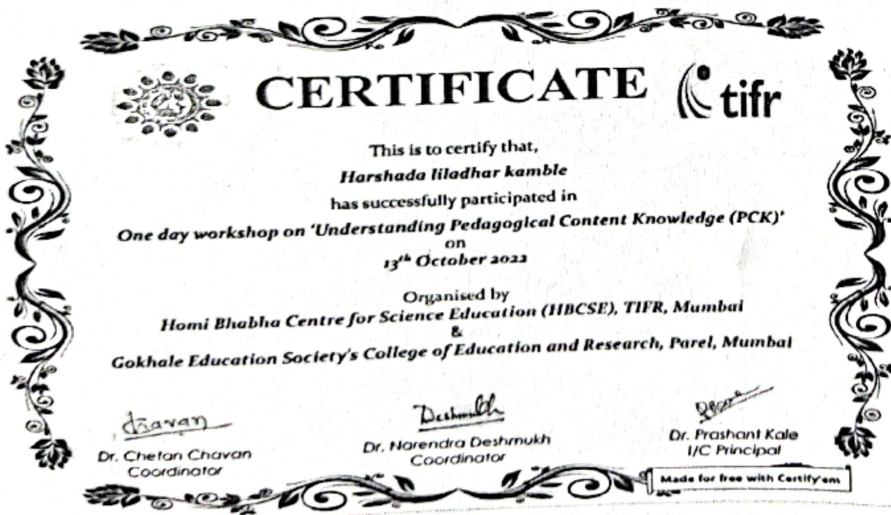 CERTIFICATE
tifr
This is to certify that,
Harshada liladhar kamble
has successfully participated in
One day workshop on 'Understanding Pedagogical Content Knowledge (PCK)'
on
13th October 2022
Organised by
Homi Bhabha Centre for Science Education (HBCSE), TIFR, Mumbai
&
Gokhale Education Society's College of Education and Research, Parel, Mumbai
Deshmukh
Dr. Chetan Chavan
Coordinator
Dr. Narendra Deshmukh
Coordinator
Dr. Prashant Kale
I/C Principal
Made for free with Certify'em